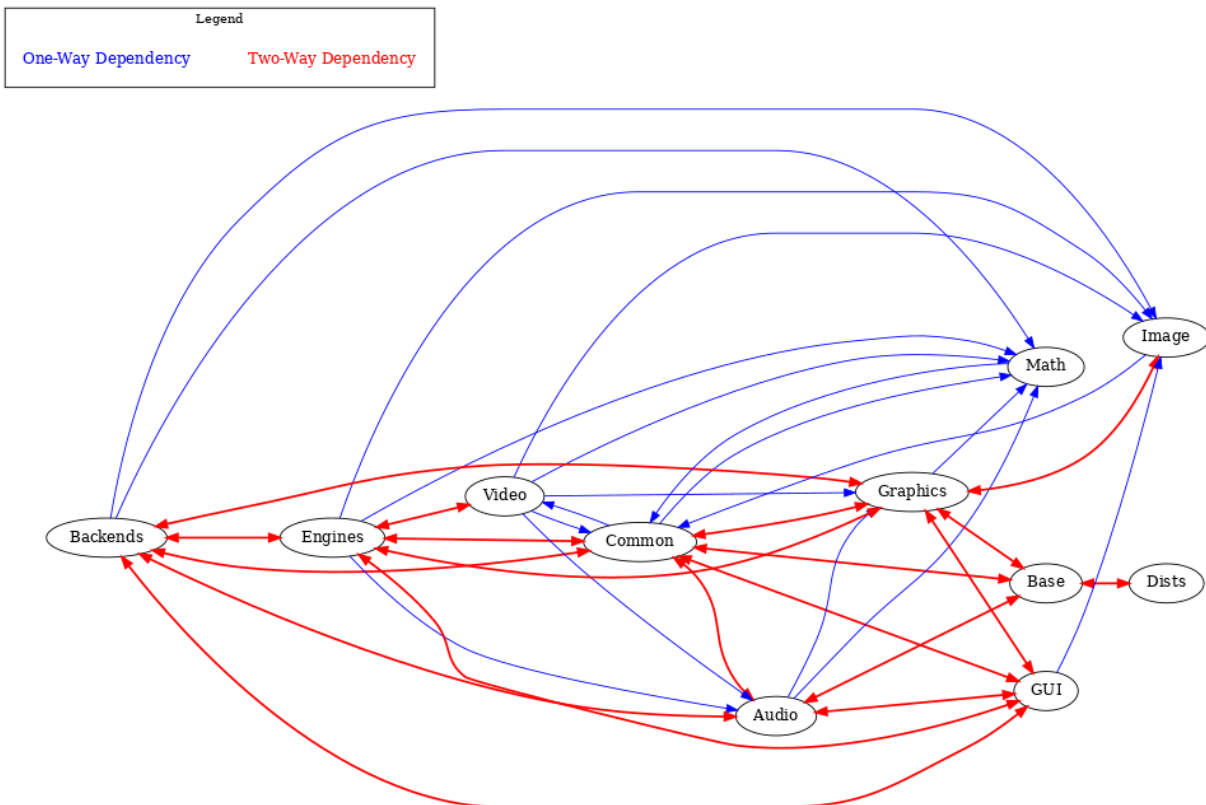 Legend
One-Way Dependency Two-Way Dependency
Image
Math
Video
Graphics
Backends
Engines
Common
Base
Dists
GUI
Audio